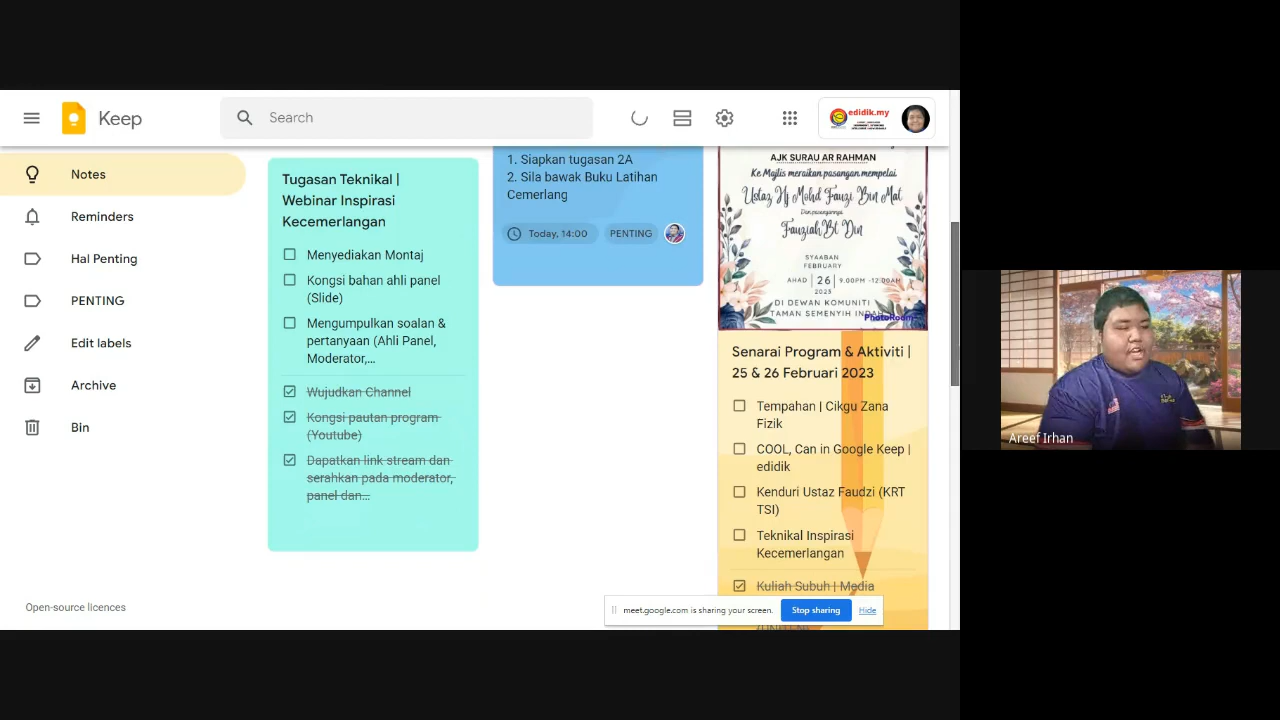 Keep
Search
edidik.my
Notes
Reminders
Hal Penting
PENTING
Edit labels
Archive
Bin
Open-source licences
Tugasan Teknikal |
Webinar Inspirasi
Kecemerlangan
Menyediakan Montaj
Kongsi bahan ahli panel
(Slide)
Mengumpulkan soalan &
pertanyaan (Ahli Panel,
Moderator,...
Wujudkan Channel
Kongsi pautan program
(Youtube)
Dapatkan link stream dan
serahkan pada moderator,
panel dan...
1. Siapkan tugasan 2A
2. Sila bawak Buku Latihan
Cemerlang
Today, 14:00
PENTING
AJK SURAU AR RAHMAN
Ke Majlis meraikan pasangan mempelai
Ustaz Hj Mohd Fauzi Bin Mat
Dan pasangannya
Fauziah Bt Din
SYAABAN
FEBRUARY
AHAD | 26 | 9.00PM -12.00AH
2023
DI DEWAN KOMUNITI
TAMAN SEMENYIH INDAH
PhotoRoom
Senarai Program & Aktiviti |
25 & 26 Februari 2023
Tempahan | Cikgu Zana
Fizik
COOL, Can in Google Keep |
edidik
Kenduri Ustaz Faudzi (KRT
TSI)
Teknikal Inspirasi
Kecemerlangan
Kuliah Subuh | Media
meet.google.com is sharing your screen.
Stop sharing
Hide
Areef Irhan